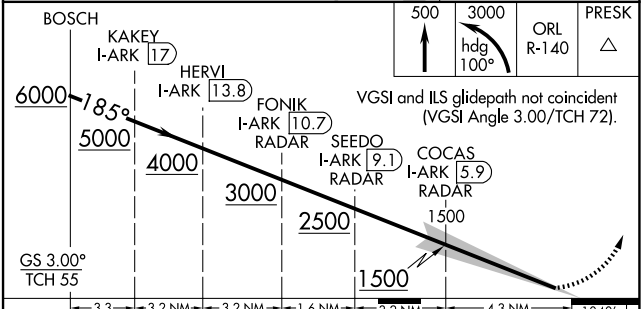 BOSCH
KAKEY
I-ARK 17
HERVI
I-ARK 13.8
FONIK
I-ARK 10.7
RADAR
SEEDO
I-ARK 9.1
RADAR
COCAS
I-ARK 5.9
RADAR
500
3000
hdg
100°
ORL
R-140
PRESK
VGSI and ILS glidepath not coincident
(VGSI Angle 3.00/TCH 72).
6000
185°
5000
4000
3000
2500
1500
1500
GS 3.00°
TCH 55
3.3
3.2 NM
3.2 NM
1.6 NM
4.3 NM